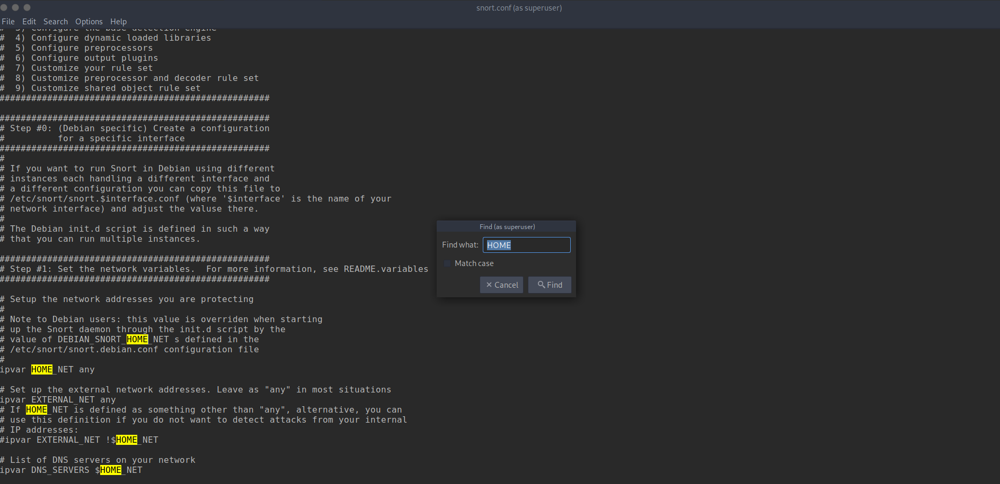 snort.conf (as superuser)
File Edit Search Options Help
# 3) Configure the base detection engine
#  4) Configure dynamic loaded libraries
#  5) Configure preprocessors
#  6) Configure output plugins
#  7) Customize your rule set
#  8) Customize preprocessor and decoder rule set
#  9) Customize shared object rule set
###################################################
###################################################
# Step #0: (Debian specific) Create a configuration
#          for a specific interface
###################################################
#
# If you want to run Snort in Debian using different
# instances each handling a different interface and
# a different configuration you can copy this file to
# /etc/snort/snort.$interface.conf (where '$interface' is the name of your
# network interface) and adjust the valuse there.
#
# The Debian init.d script is defined in such a way
# that you can run multiple instances.
###################################################
# Step #1: Set the network variables.  For more information, see README.variables
###################################################
# Setup the network addresses you are protecting
#
# Note to Debian users: this value is overriden when starting
# up the Snort daemon through the init.d script by the
# value of DEBIAN_SNORT_HOME_NET s defined in the
# /etc/snort/snort.debian.conf configuration file
#
ipvar HOME_NET any
# Set up the external network addresses. Leave as "any" in most situations
ipvar EXTERNAL_NET any
# If HOME_NET is defined as something other than "any", alternative, you can
# use this definition if you do not want to detect attacks from your internal
# IP addresses:
#ipvar EXTERNAL_NET !$HOME_NET
# List of DNS servers on your network
ipvar DNS_SERVERS $HOME_NET
Find (as superuser)
Find what: HOME
Match case
Cancel Find